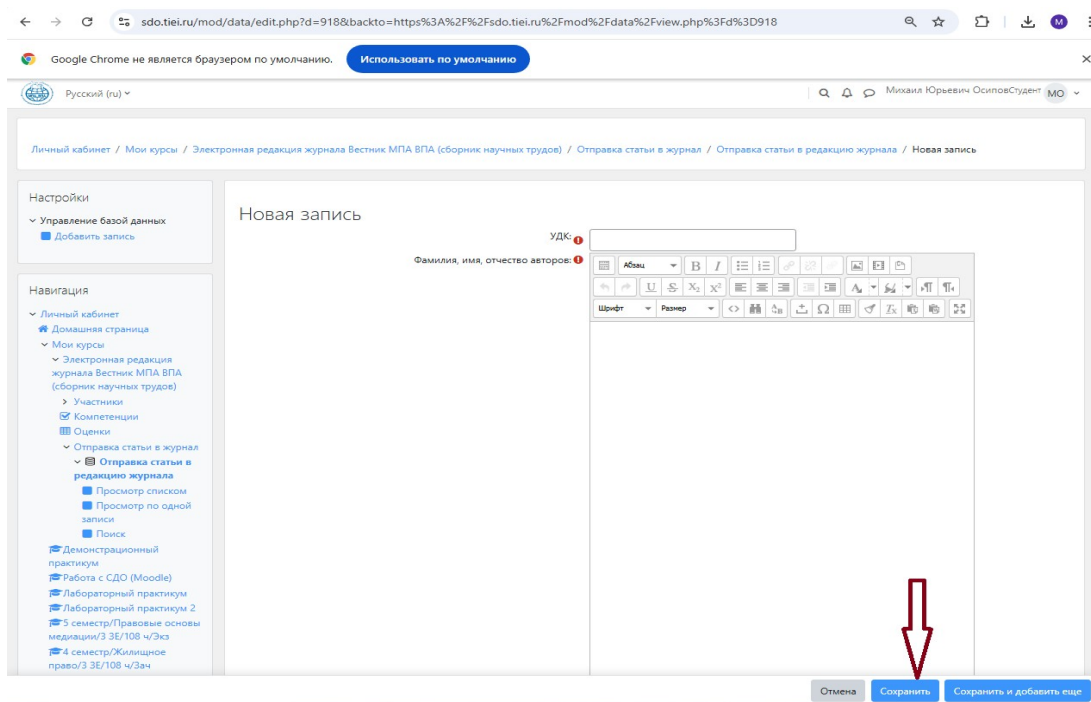 sdo.tiei.ru/mod/data/edit.php?d=918&backto=https%3A%2F%2Fsdo.tiei.ru%2Fmod%2Fdata%2Fview.php%3Fd%3D918
M
Google Chrome не является браузером по умолчанию.
Использовать по умолчанию
Русский (ru)
Михаил Юрьевич ОсиповСтудент
МО
Личный кабинет / Мои курсы / Электронная редакция журнала Вестник МПА ВПА (сборник научных трудов) / Отправка статьи в журнал / Отправка статьи в редакцию журнала / Новая запись
Настройки
Управление базой данных
Добавить запись
Навигация
Личный кабинет
Домашняя страница
Мои курсы
Электронная редакция
журнала Вестник МПА ВПА
(сборник научных трудов)
Участники
Компетенции
Оценки
Отправка статьи в журнал
Отправка статьи в
редакцию журнала
Просмотр списком
Просмотр по одной
записи
Поиск
Демонстрационный
практикум
Работа с СДО (Moodle)
Лабораторный практикум
Лабораторный практикум 2
5 семестр/Правовые основы
медиации/3 ЗЕ/108 ч/Экз
4 семестр/Жилищное
право/3 ЗЕ/108 ч/Зач
Новая запись
УДК:
Фамилия, имя, отчество авторов:
Абзац
Шрифт
Размер
Отмена
Сохранить
Сохранить и добавить еще